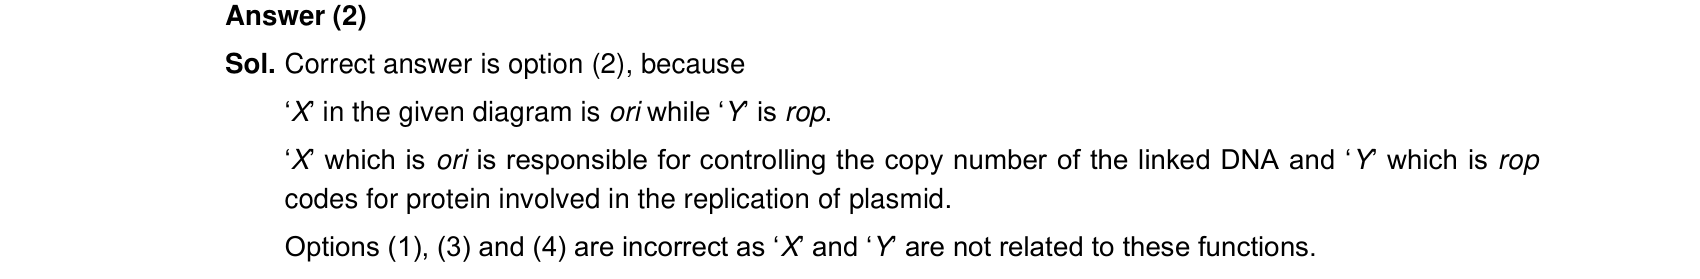 Answer (2)
Sol. Correct answer is option (2), because
‘X’ in the given diagram is ori while ‘Y’ is rop.
‘X’ which is ori is responsible for controlling the copy number of the linked DNA and ‘Y’ which is rop
codes for protein involved in the replication of plasmid.
Options (1), (3) and (4) are incorrect as ‘X’ and ‘Y’ are not related to these functions.